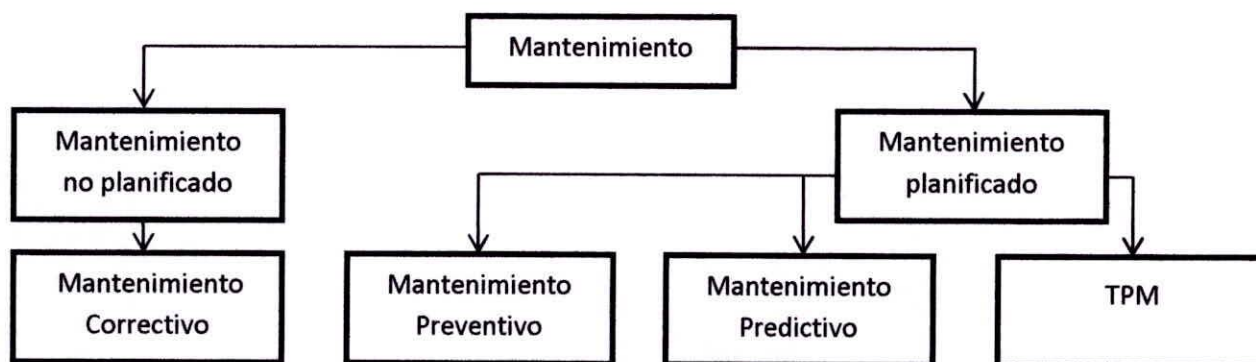 Mantenimiento
Mantenimiento
no planificado
Mantenimiento
planificado
Mantenimiento
Correctivo
Mantenimiento
Preventivo
Mantenimiento
Predictivo
TPM